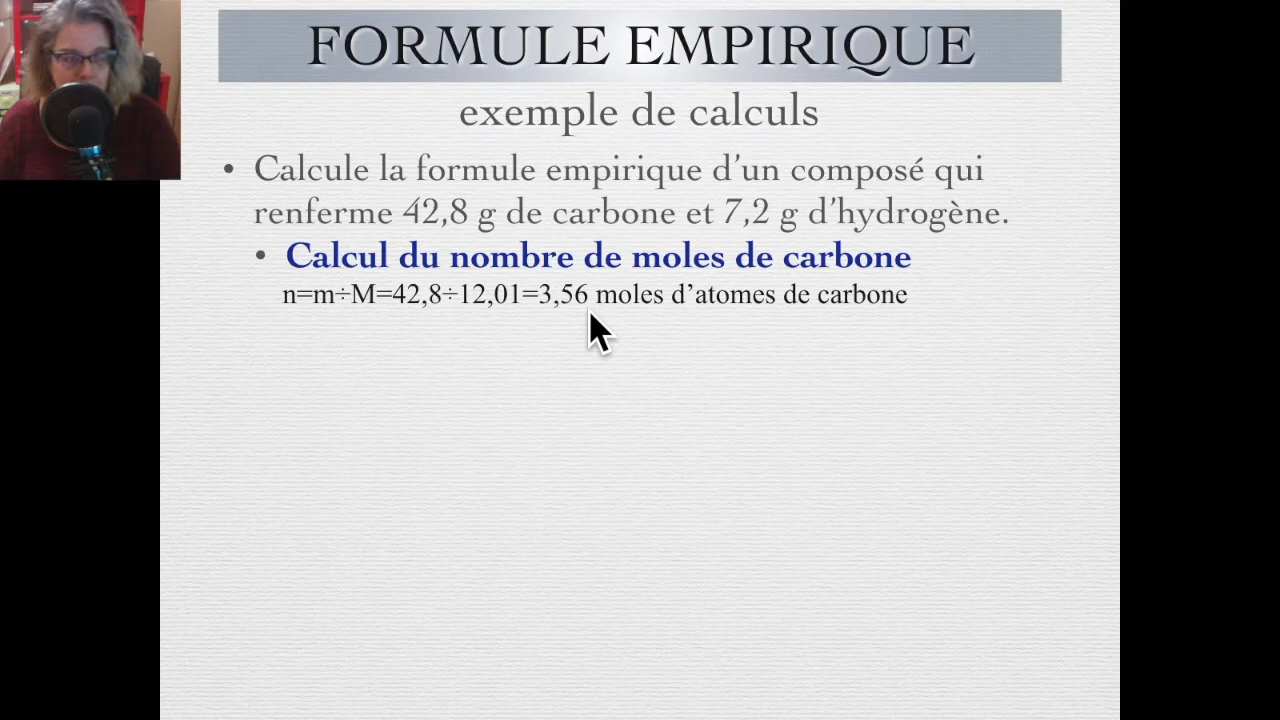 FORMULE EMPIRIQUE
exemple de calculs
• Calcule la formule empirique d’un composé qui
renferme 42,8 g de carbone et 7,2 g d’hydrogène.
• Calcul du nombre de moles de carbone
n=m÷M=42,8÷12,01=3,56 moles d’atomes de carbone